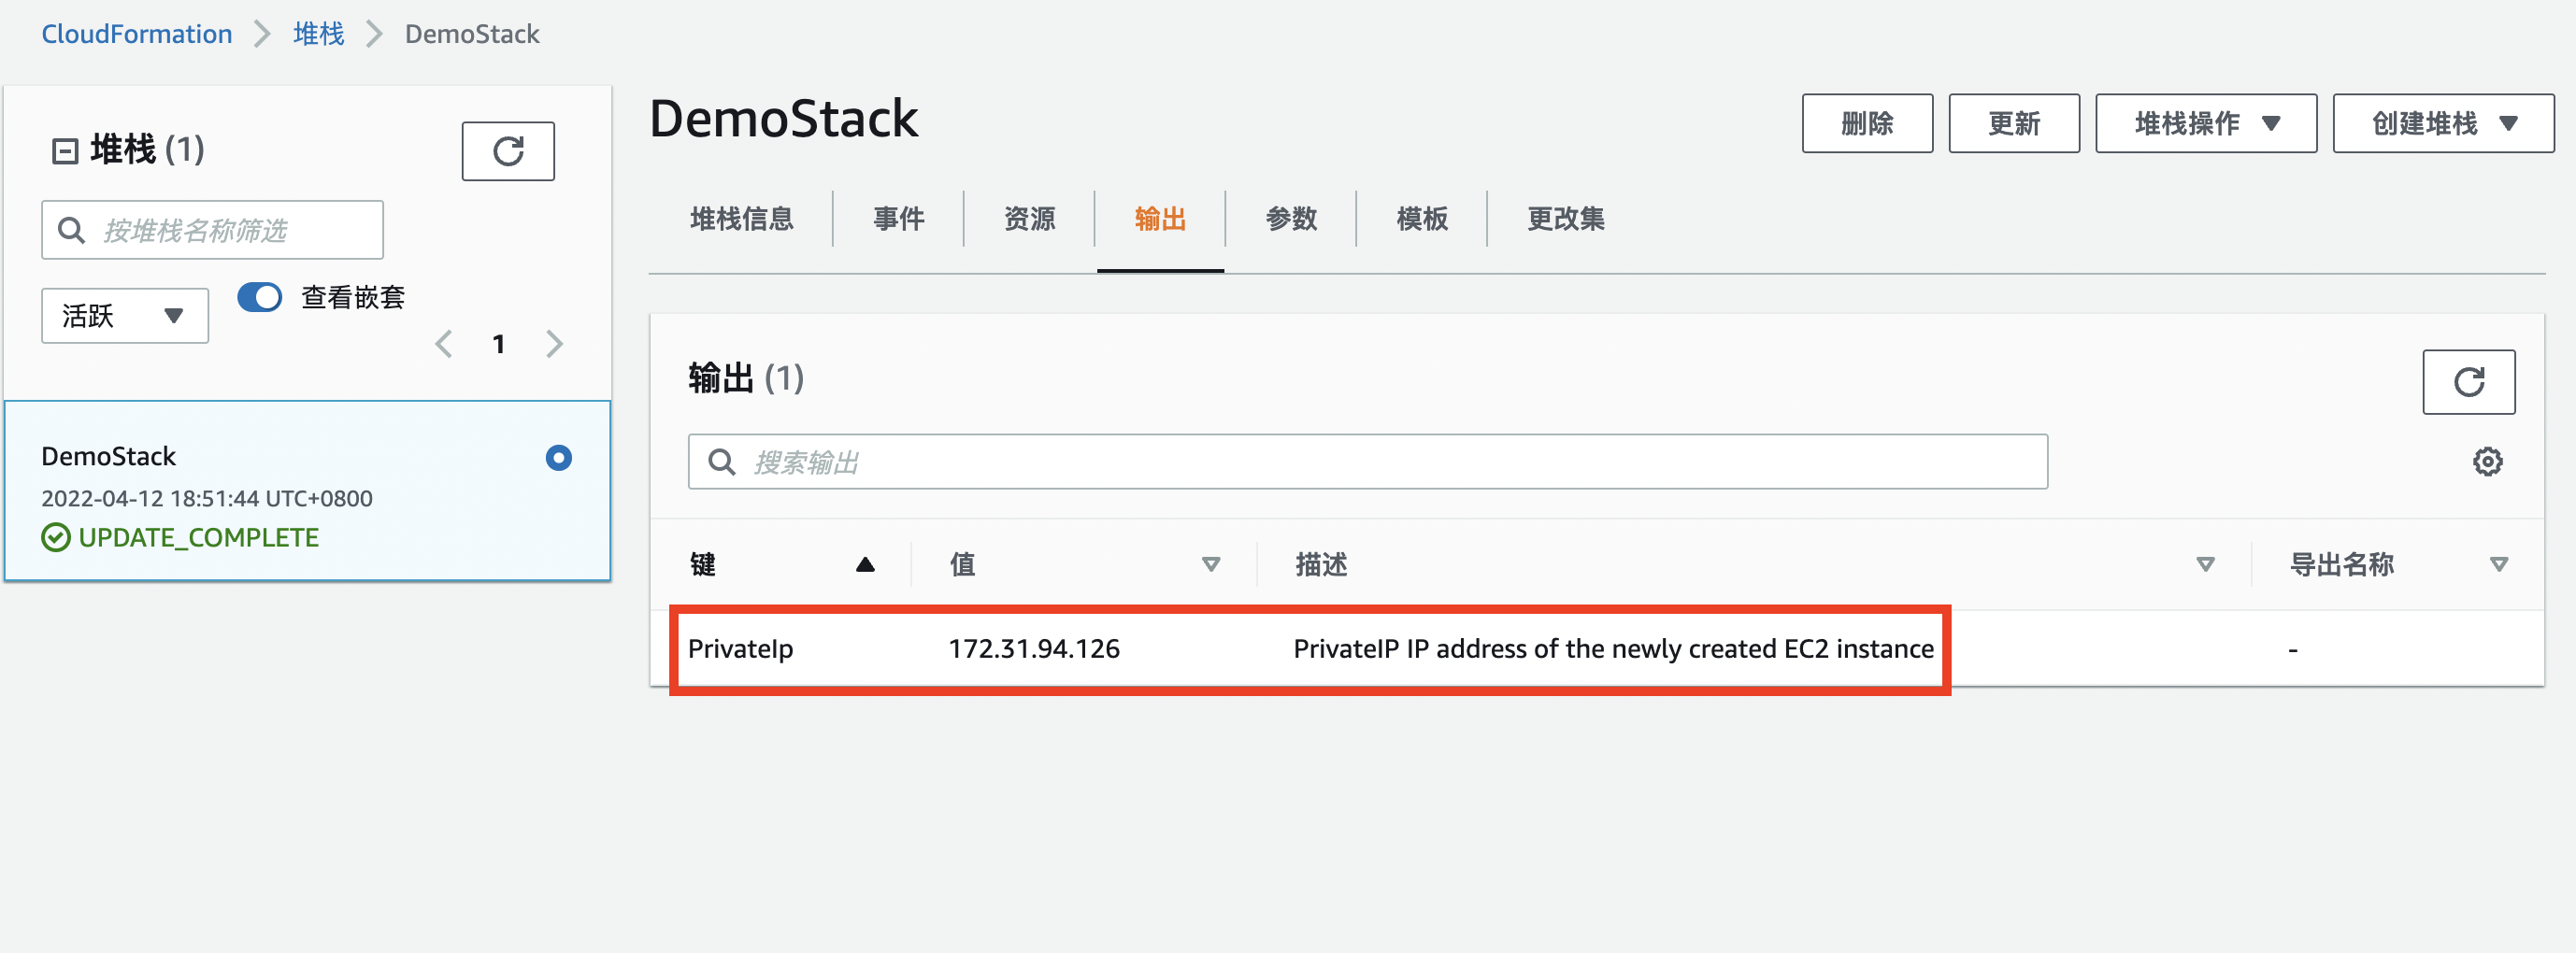 CloudFormation > 堆栈 > DemoStack
堆栈 (1)
按堆栈名称筛选
活跃
查看嵌套
1
DemoStack
2022-04-12 18:51:44 UTC+0800
UPDATE_COMPLETE
DemoStack
删除
更新
堆栈操作
创建堆栈
堆栈信息
事件
资源
输出
参数
模板
更改集
输出 (1)
搜索输出
键 值 描述 导出名称
PrivateIp 172.31.94.126 PrivateIP IP address of the newly created EC2 instance -